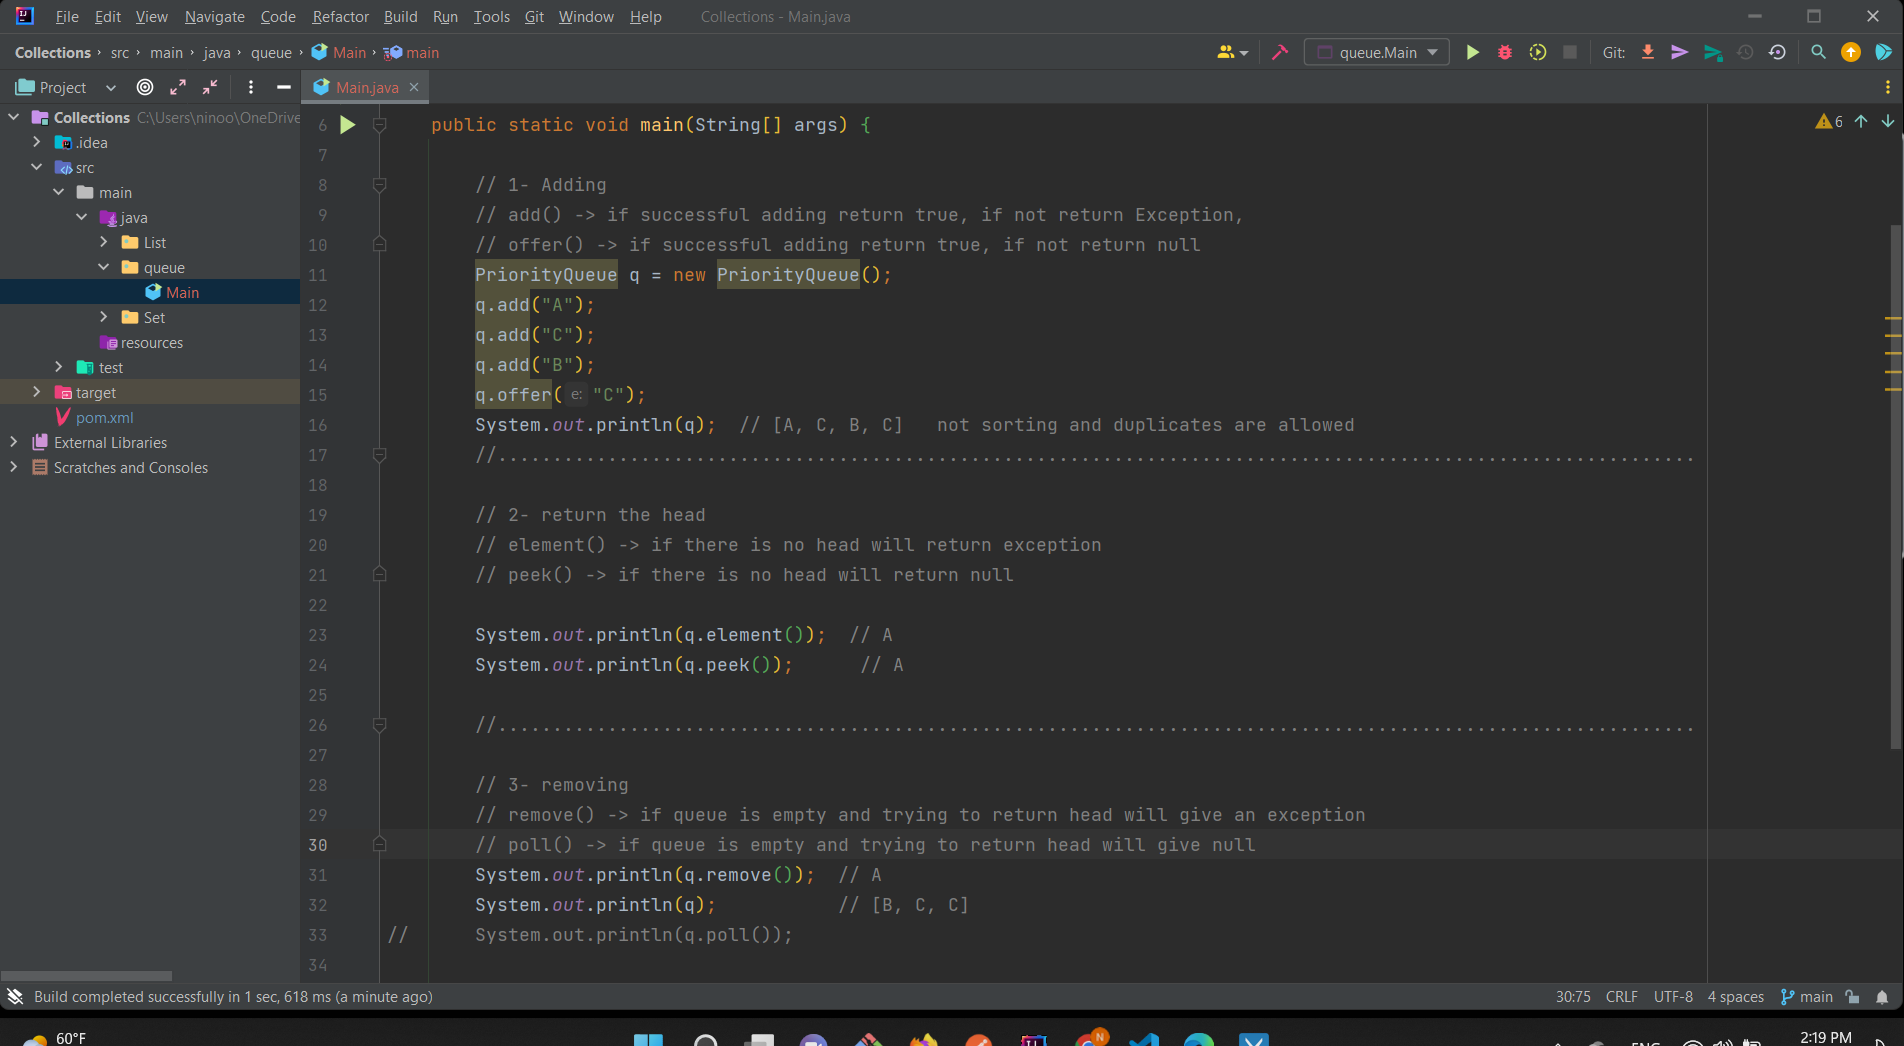 File Edit View Navigate Code Refactor Build Run Tools Git Window Help Collections - Main.java
Collections › src › main › java › queue › Main › main queue.Main Git:
Project Main.java
Collections C:\Users\ninoo\OneDrive
.idea
src
main
java
List
queue
Main
Set
resources
test
target
pom.xml
External Libraries
Scratches and Consoles
6 public static void main(String[] args) { 6
7
8 // 1- Adding
9 // add() -> if successful adding return true, if not return Exception,
10 // offer() -> if successful adding return true, if not return null
11 PriorityQueue q = new PriorityQueue();
12 q.add("A");
13 q.add("C");
14 q.add("B");
15 q.offer( e: "C");
16 System.out.println(q); // [A, C, B, C] not sorting and duplicates are allowed
17 //.............................................................................................................
18
19 // 2- return the head
20 // element() -> if there is no head will return exception
21 // peek() -> if there is no head will return null
22
23 System.out.println(q.element()); // A
24 System.out.println(q.peek()); // A
25
26 //.............................................................................................................
27
28 // 3- removing
29 // remove() -> if queue is empty and trying to return head will give an exception
30 // poll() -> if queue is empty and trying to return head will give null
31 System.out.println(q.remove()); // A
32 System.out.println(q); // [B, C, C]
33 // System.out.println(q.poll());
34
Build completed successfully in 1 sec, 618 ms (a minute ago) 30:75 CRLF UTF-8 4 spaces main
60°F N ENG 2:19 PM